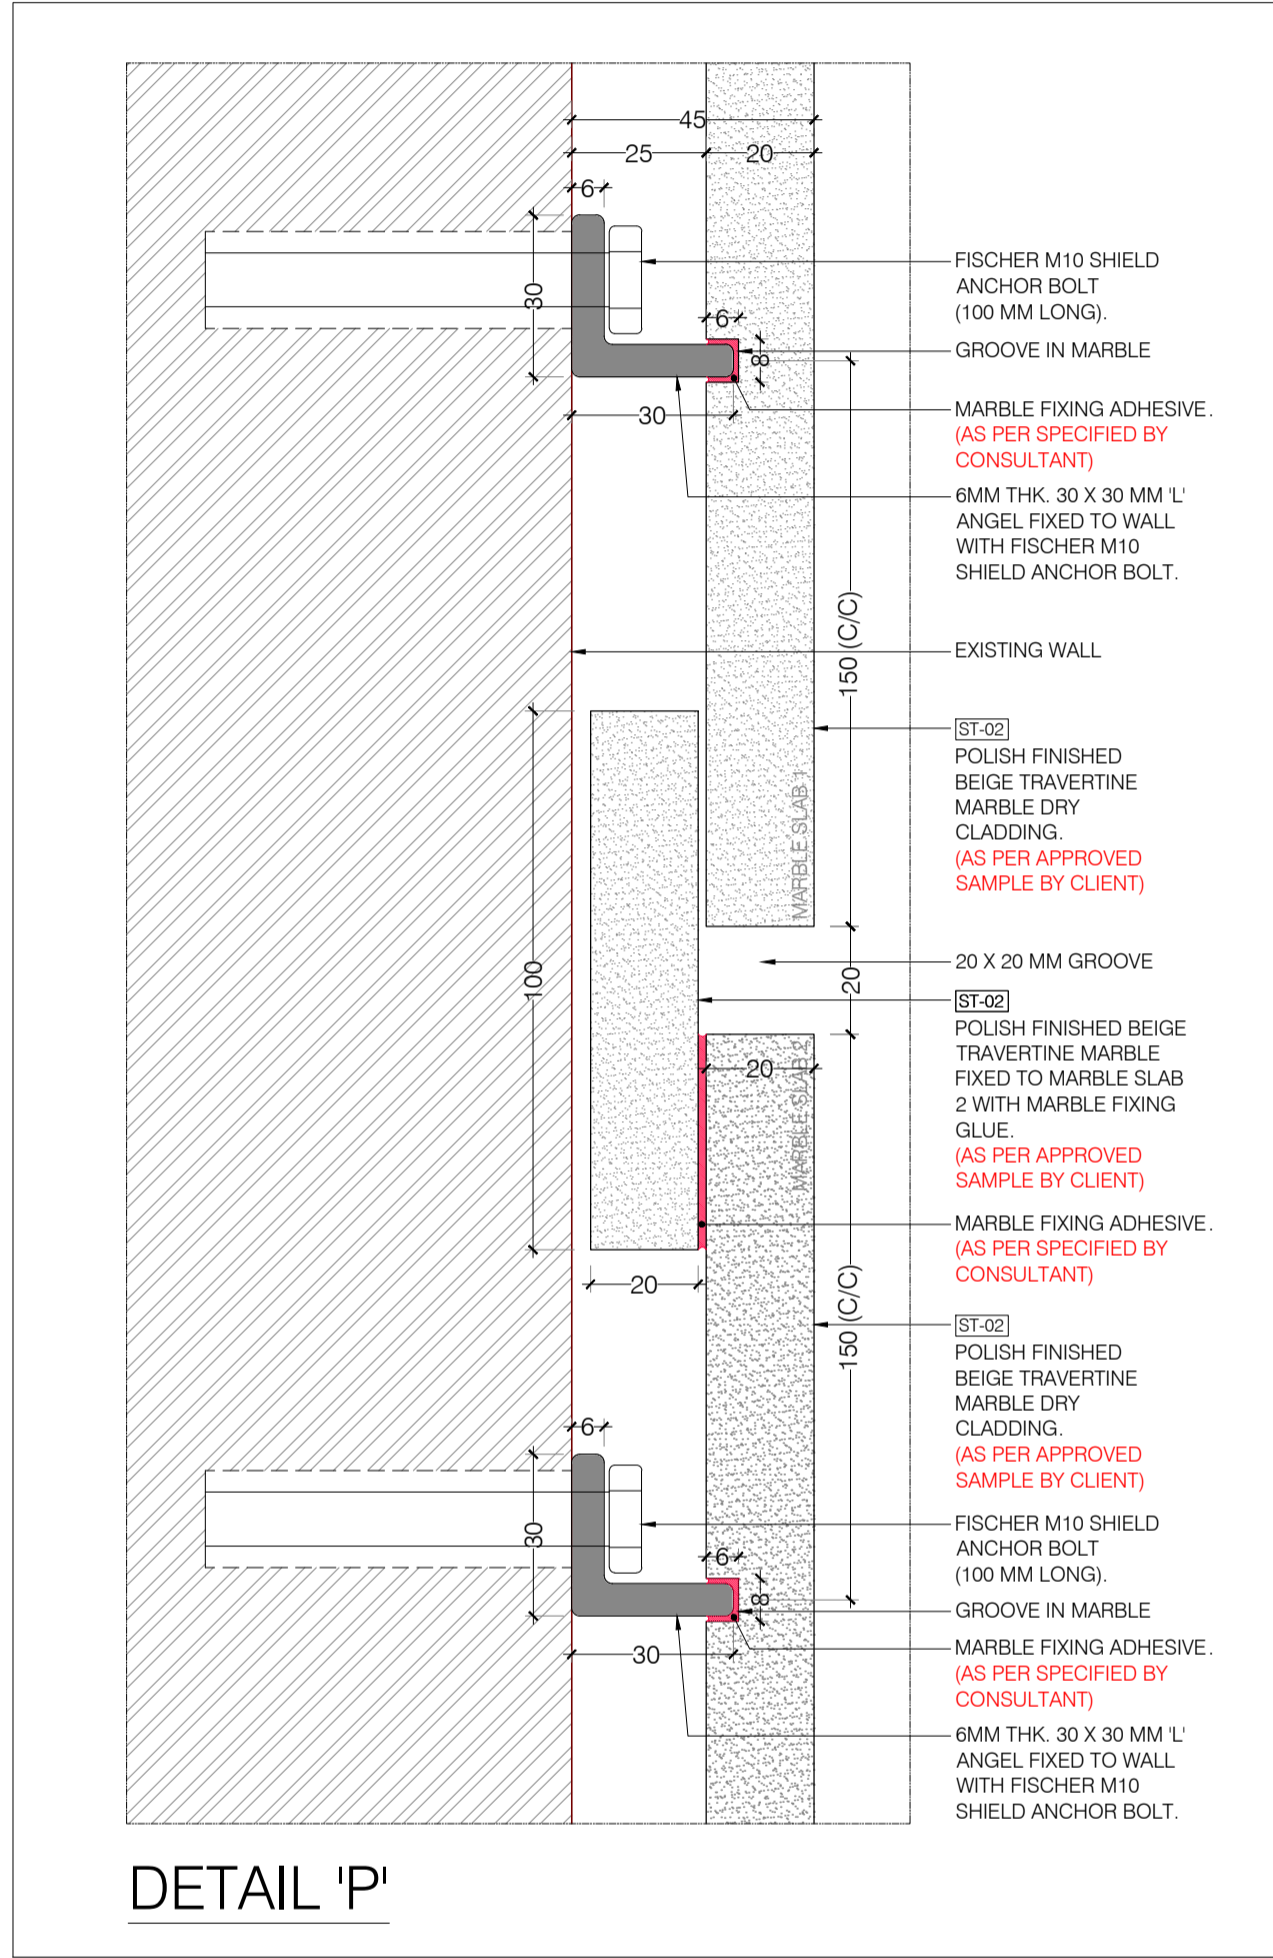 45
25
20
6
30
6
8
30
FISCHER M10 SHIELD
ANCHOR BOLT
(100 MM LONG).
GROOVE IN MARBLE
MARBLE FIXING ADHESIVE.
(AS PER SPECIFIED BY
CONSULTANT)
6MM THK. 30 X 30 MM 'L'
ANGEL FIXED TO WALL
WITH FISCHER M10
SHIELD ANCHOR BOLT.
150 (C/C)
EXISTING WALL
ST-02
POLISH FINISHED
BEIGE TRAVERTINE
MARBLE DRY
CLADDING.
(AS PER APPROVED
SAMPLE BY CLIENT)
MARBLE SLAB 1
100
20
20 X 20 MM GROOVE
ST-02
POLISH FINISHED BEIGE
TRAVERTINE MARBLE
FIXED TO MARBLE SLAB
2 WITH MARBLE FIXING
GLUE.
(AS PER APPROVED
SAMPLE BY CLIENT)
20
MARBLE SLAB 2
MARBLE FIXING ADHESIVE.
(AS PER SPECIFIED BY
CONSULTANT)
20
150 (C/C)
ST-02
POLISH FINISHED
BEIGE TRAVERTINE
MARBLE DRY
CLADDING.
(AS PER APPROVED
SAMPLE BY CLIENT)
6
30
6
8
30
FISCHER M10 SHIELD
ANCHOR BOLT
(100 MM LONG).
GROOVE IN MARBLE
MARBLE FIXING ADHESIVE.
(AS PER SPECIFIED BY
CONSULTANT)
6MM THK. 30 X 30 MM 'L'
ANGEL FIXED TO WALL
WITH FISCHER M10
SHIELD ANCHOR BOLT.
DETAIL 'P'